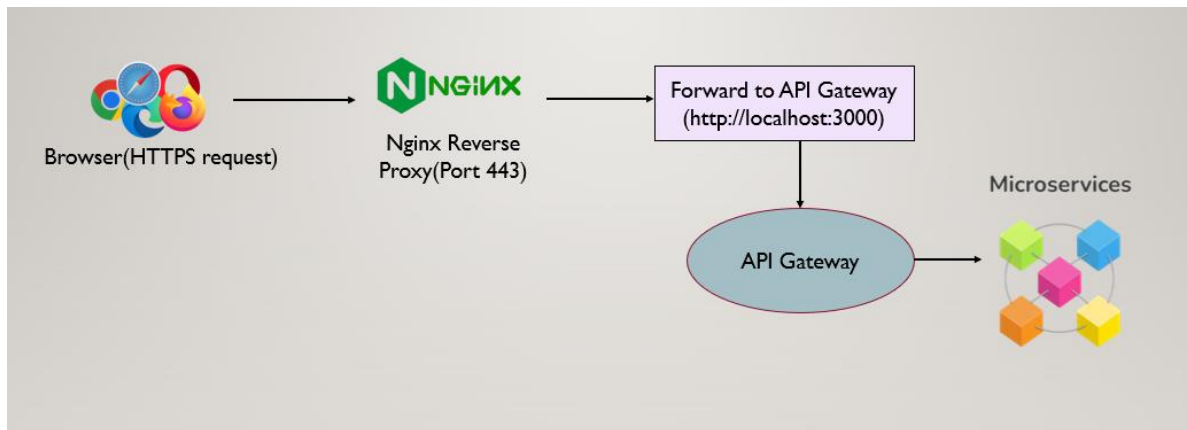 Browser(HTTPS request)
NGINX
Nginx Reverse
Proxy(Port 443)
Forward to API Gateway
(http://localhost:3000)
API Gateway
Microservices